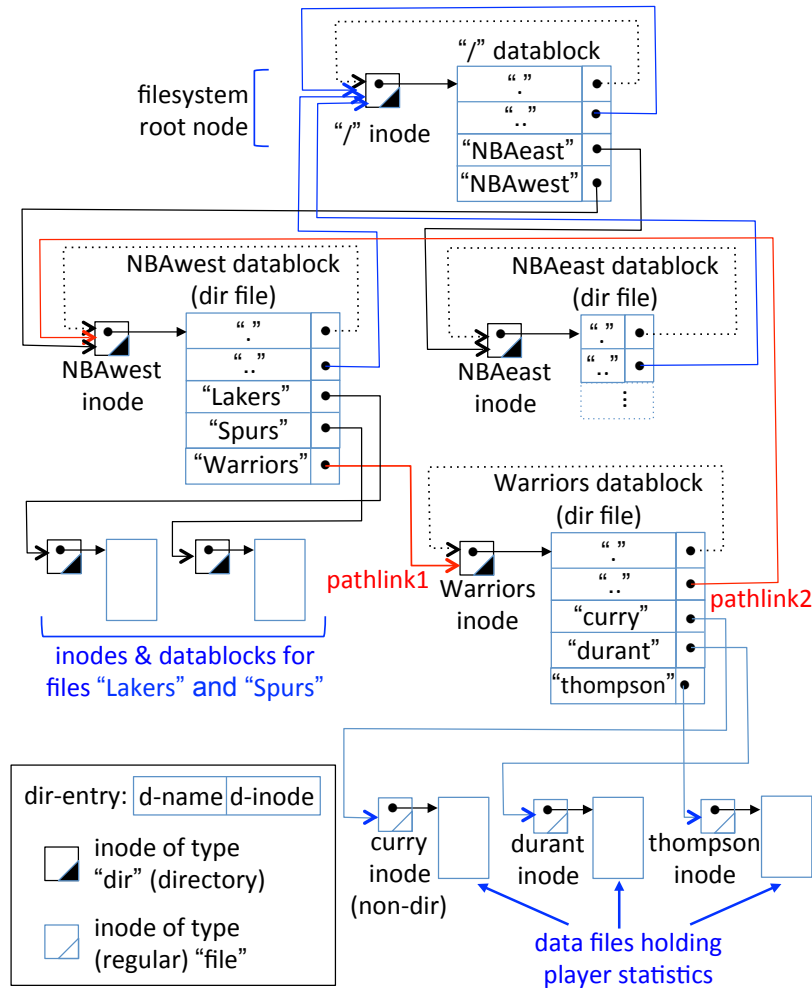 “/” datablock
“.”
“..”
“NBAeast”
“NBAwest”
filesystem
root node
“/” inode
NBAwest datablock
(dir file)
“.”
“..”
“Lakers”
“Spurs”
“Warriors”
NBAwest
inode
NBAeast datablock
(dir file)
“.”
“..”
⋮
NBAeast
inode
Warriors datablock
(dir file)
“.”
“..”
“curry”
“durant”
“thompson”
Warriors
inode
pathlink1
pathlink2
inodes & datablocks for
files “Lakers” and “Spurs”
dir-entry: d-name d-inode
inode of type
“dir” (directory)
inode of type
(regular) “file”
curry
inode
(non-dir)
durant
inode
thompson
inode
data files holding
player statistics